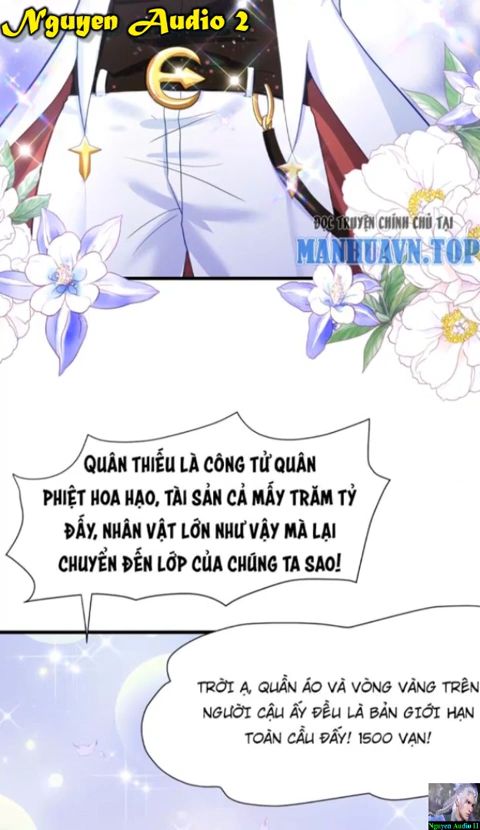 Nguyen Audio 2
ĐỌC TRUYỆN CHÍNH CHỦ TẠI
MANHUAVN.TOP
QUÂN THIẾU LÀ CÔNG TỬ QUÂN
PHIỆT HOA HẠO, TÀI SẢN CẢ MẤY TRĂM TỶ
ĐẤY, NHÂN VẬT LỚN NHƯ VẬY MÀ LẠI
CHUYỂN ĐẾN LỚP CỦA CHÚNG TA SAO!
TRỜI Ạ, QUẦN ÁO VÀ VÒNG VÀNG TRÊN
NGƯỜI CẬU ẤY ĐỀU LÀ BẢN GIỚI HẠN
TOÀN CẦU ĐẤY! 1500 VẠN!
Nguyen Audio II